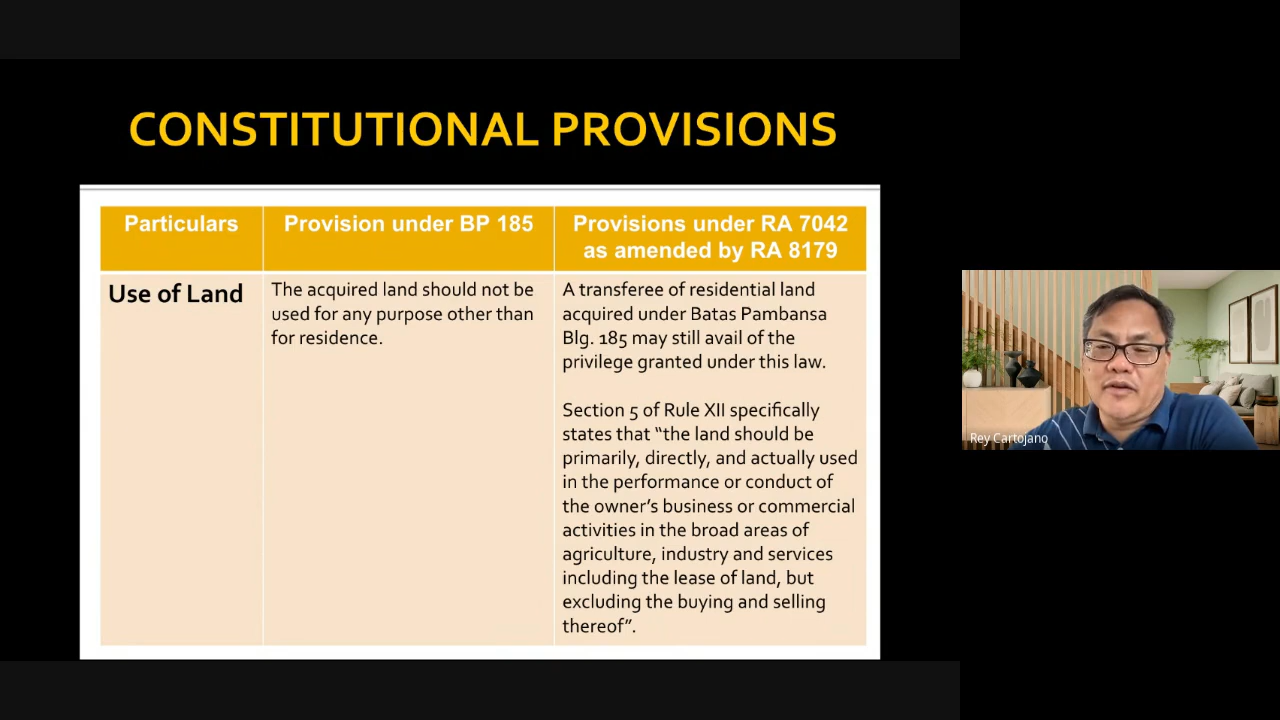 CONSTITUTIONAL PROVISIONS
Particulars
Provision under BP 185
Provisions under RA 7042
as amended by RA 8179
Use of Land
The acquired land should not be
used for any purpose other than
for residence.
A transferee of residential land
acquired under Batas Pambansa
Blg. 185 may still avail of the
privilege granted under this law.
Section 5 of Rule XII specifically
states that “the land should be
primarily, directly, and actually used
in the performance or conduct of
the owner’s business or commercial
activities in the broad areas of
agriculture, industry and services
including the lease of land, but
excluding the buying and selling
thereof”.
Rey Cartojano